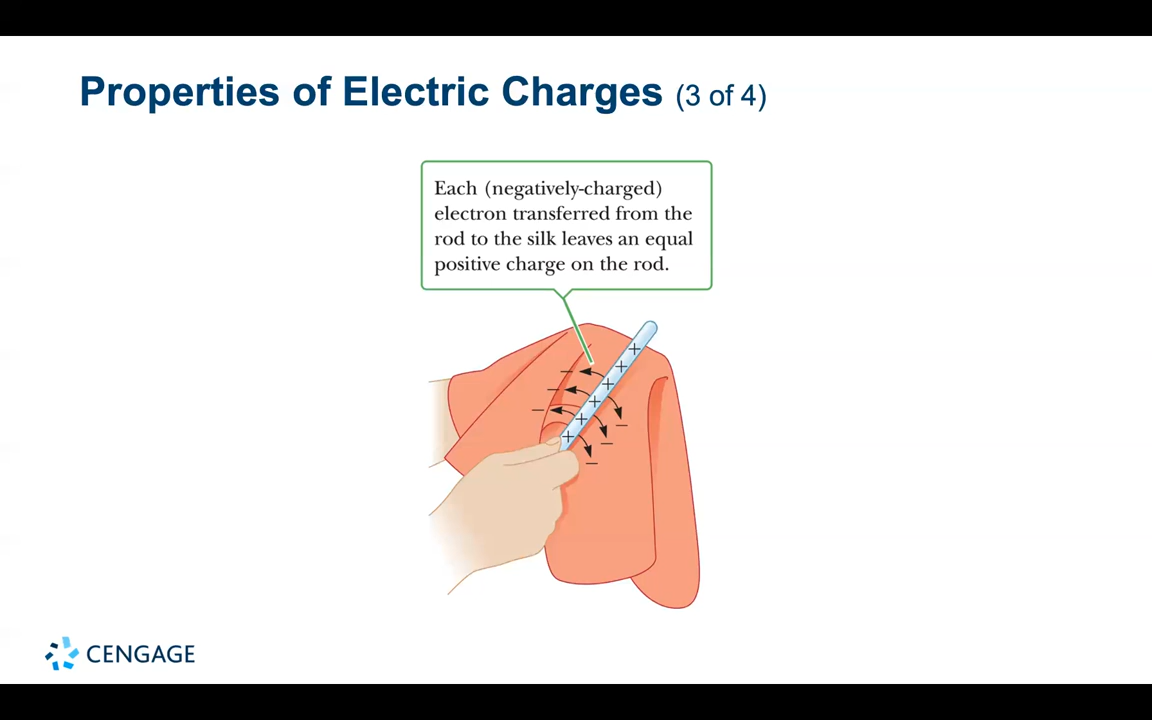 Properties of Electric Charges (3 of 4)
Each (negatively-charged)
electron transferred from the
rod to the silk leaves an equal
positive charge on the rod.
CENGAGE